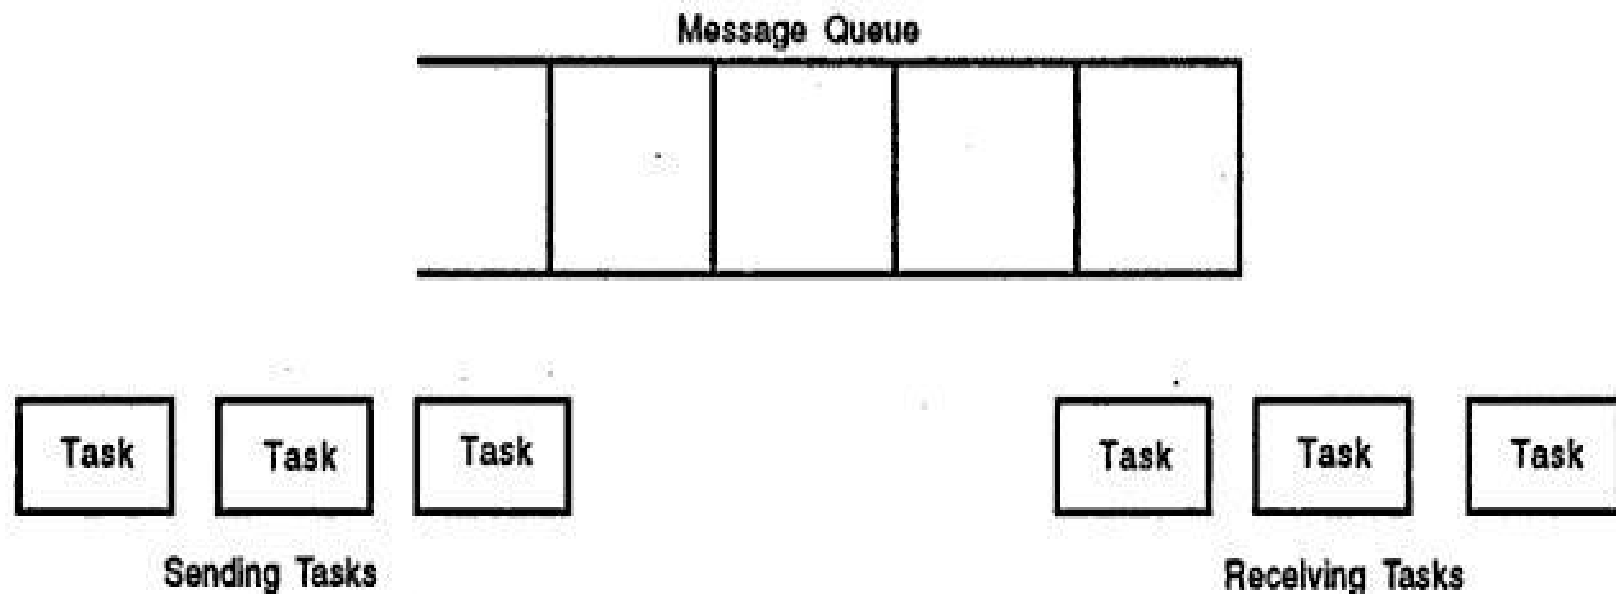 Message Queue
Task Task Task Task Task Task
Sending Tasks Receiving Tasks